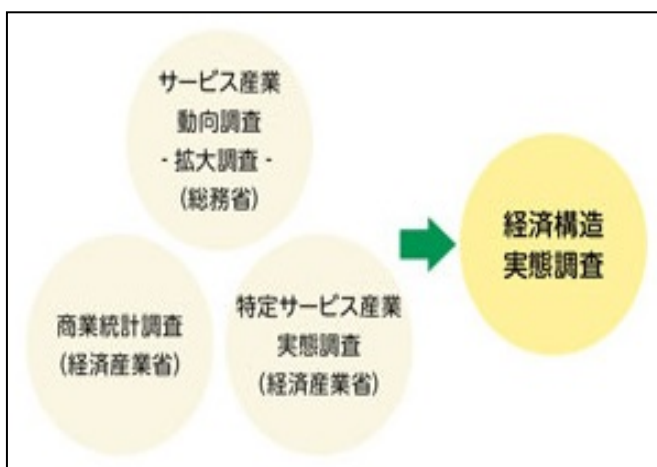 サービス産業
動向調査
- 拡大調査 -
(総務省)
商業統計調査
(経済産業省)
特定サービス産業
実態調査
(経済産業省)
経済構造
実態調査